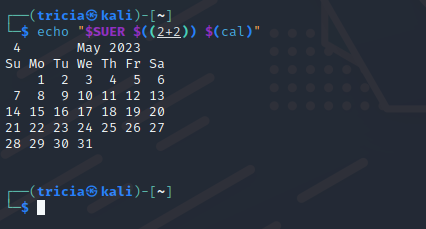 ┌──(tricia㉿kali)-[~]
└─$ echo "$SUER $((2+2)) $(cal)"
 4      May 2023
Su Mo Tu We Th Fr Sa
    1  2  3  4  5  6
 7  8  9 10 11 12 13
14 15 16 17 18 19 20
21 22 23 24 25 26 27
28 29 30 31
┌──(tricia㉿kali)-[~]
└─$